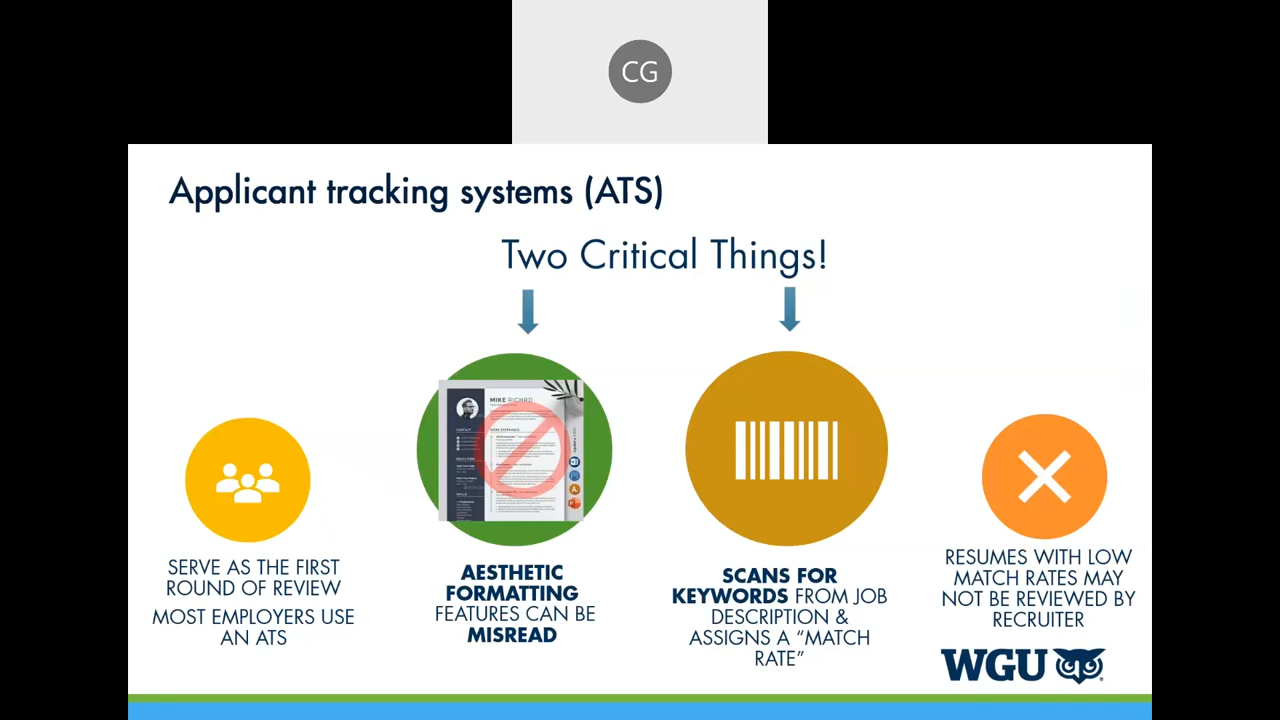 CG
Applicant tracking systems (ATS)
Two Critical Things!
MIKE RICHRD
SERVE AS THE FIRST
ROUND OF REVIEW
MOST EMPLOYERS USE
AN ATS
AESTHETIC
FORMATTING
FEATURES CAN BE
MISREAD
SCANS FOR
KEYWORDS FROM JOB
DESCRIPTION &
ASSIGNS A “MATCH
RATE”
RESUMES WITH LOW
MATCH RATES MAY
NOT BE REVIEWED BY
RECRUITER
WGU